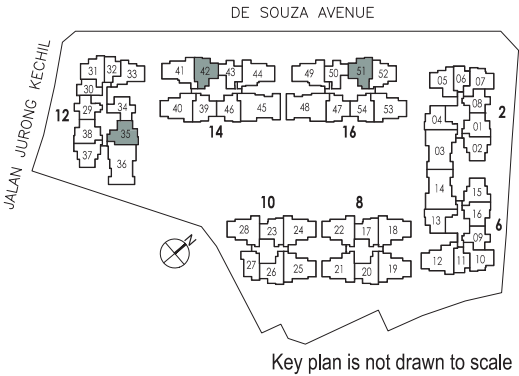 DE SOUZA AVENUE
JALAN JURONG KECHIL
31 32 33
30
29 34
12
38 35
37 36
41 42 43 44
40 39 46 45
14
49 50 51 52
48 47 54 53
16
05 06 07
08
04 01
2
03 02
14 15
13 16
6
09
12 11 10
10
28 23 24
27 26 25
8
22 17 18
21 20 19
N
Key plan is not drawn to scale